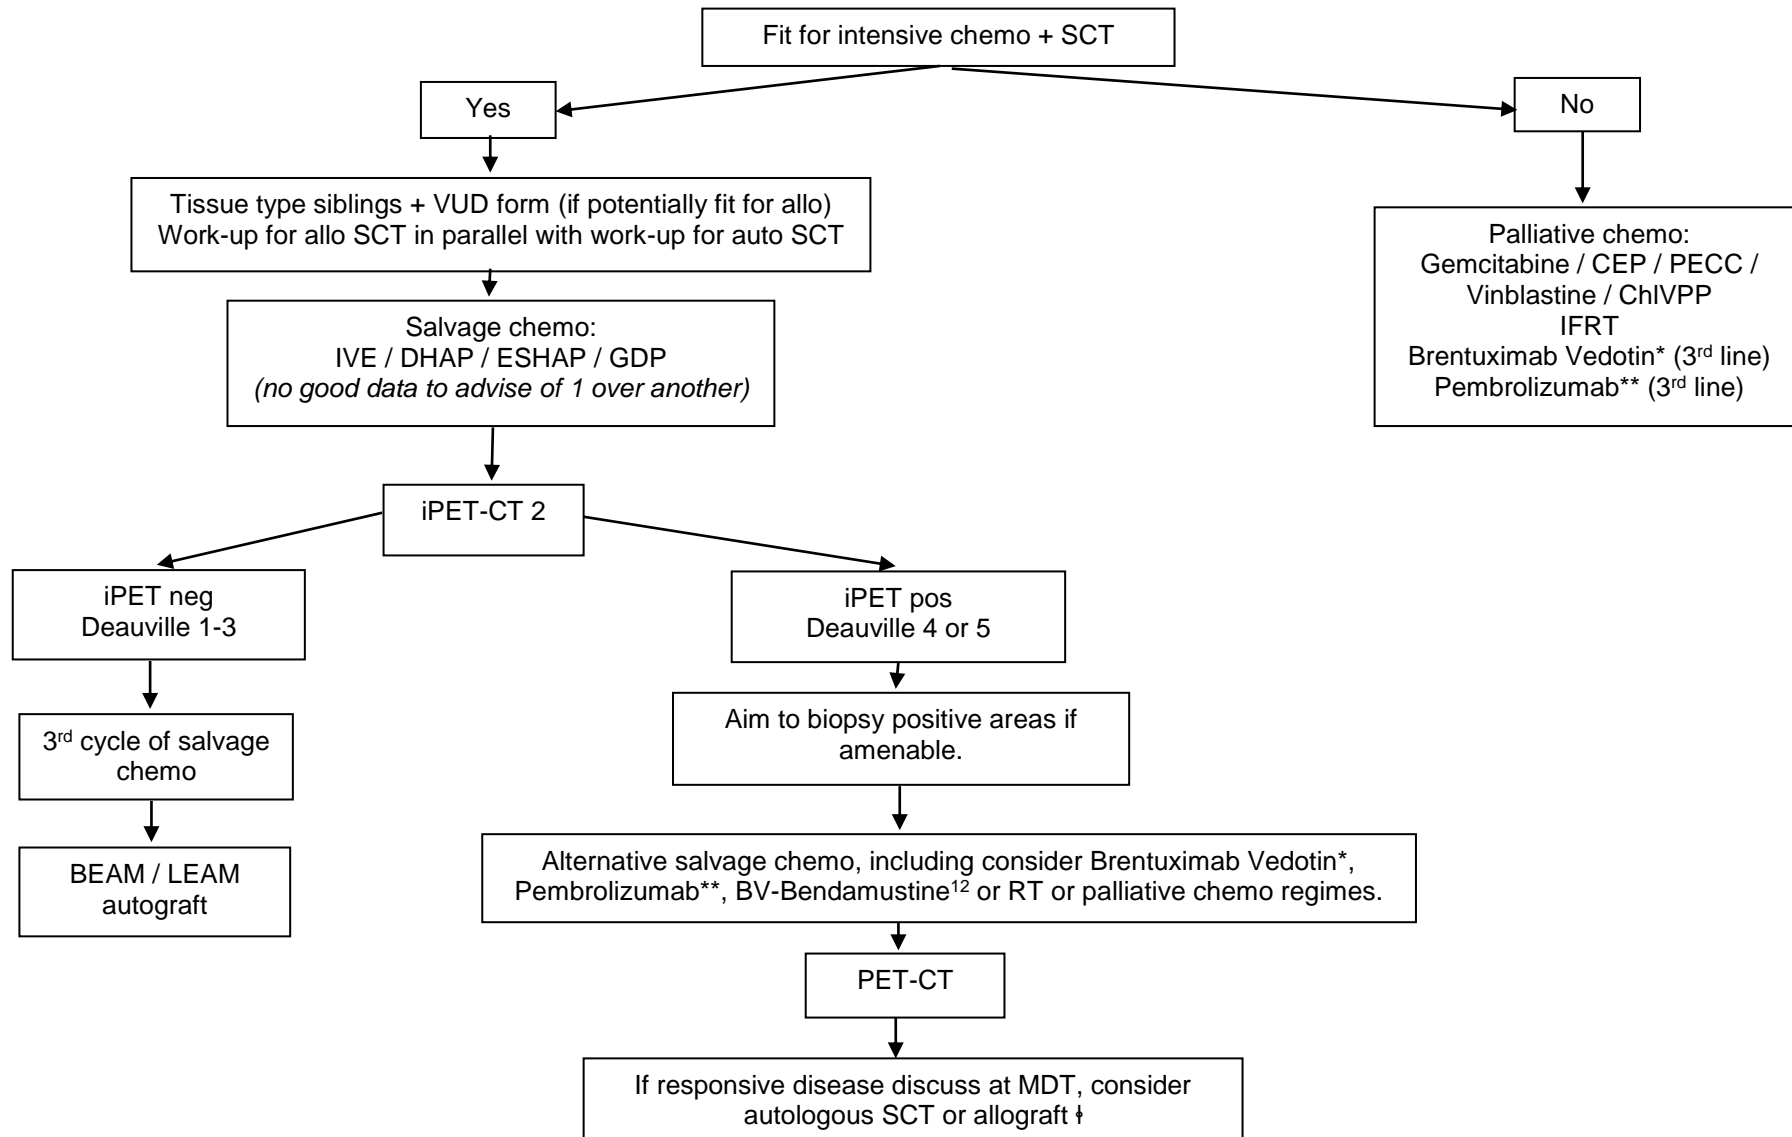 Fit for intensive chemo + SCT
Yes
No
Tissue type siblings + VUD form (if potentially fit for allo)
Work-up for allo SCT in parallel with work-up for auto SCT
Palliative chemo:
Gemcitabine / CEP / PECC /
Vinblastine / ChlVPP
IFRT
Brentuximab Vedotin* (3rd line)
Pembrolizumab** (3rd line)
Salvage chemo:
IVE / DHAP / ESHAP / GDP
(no good data to advise of 1 over another)
iPET-CT 2
iPET neg
Deauville 1-3
iPET pos
Deauville 4 or 5
3rd cycle of salvage
chemo
Aim to biopsy positive areas if
amenable.
BEAM / LEAM
autograft
Alternative salvage chemo, including consider Brentuximab Vedotin*,
Pembrolizumab**, BV-Bendamustine12 or RT or palliative chemo regimes.
PET-CT
If responsive disease discuss at MDT, consider
autologous SCT or allograft ƚ